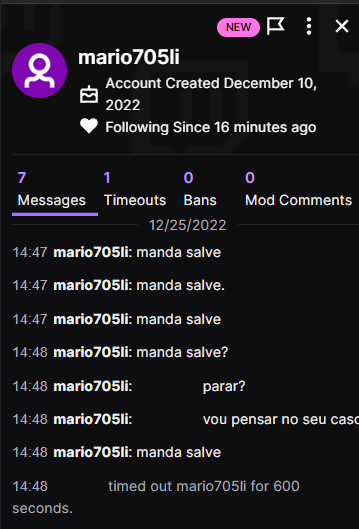 NEW
mario705li
Account Created December 10,
2022
Following Since 16 minutes ago
7 1 0 0
Messages Timeouts Bans Mod Comments
12/25/2022
14:47 mario705li: manda salve
14:47 mario705li: manda salve.
14:47 mario705li: manda salve
14:48 mario705li: manda salve?
14:48 mario705li: parar?
14:48 mario705li: vou pensar no seu caso
14:48 mario705li: manda salve
14:48 timed out mario705li for 600
seconds.